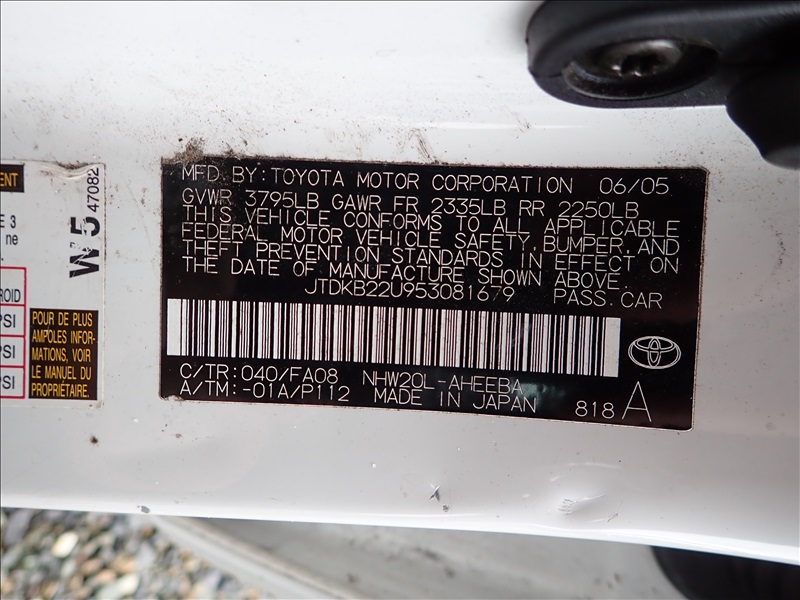 MFD. BY: TOYOTA MOTOR CORPORATION 06/05
GVWR 3795LB GAWR FR 2335LB RR 2250LB
THIS VEHICLE CONFORMS TO ALL APPLICABLE
FEDERAL MOTOR VEHICLE SAFETY, BUMPER, AND
THEFT PREVENTION STANDARDS IN EFFECT ON
THE DATE OF MANUFACTURE SHOWN ABOVE.
JTDKB22U953081679 PASS. CAR
C/TR: 040/FA08 NHW20L-AHEEBA
A/TM: -01A/P112 MADE IN JAPAN
818 A
W5
47082
E 3
ne
PSI
PSI
PSI
POUR DE PLUS
AMPOLES INFOR-
MATIONS, VOIR
LE MANUEL DU
PROPRIÉTAIRE